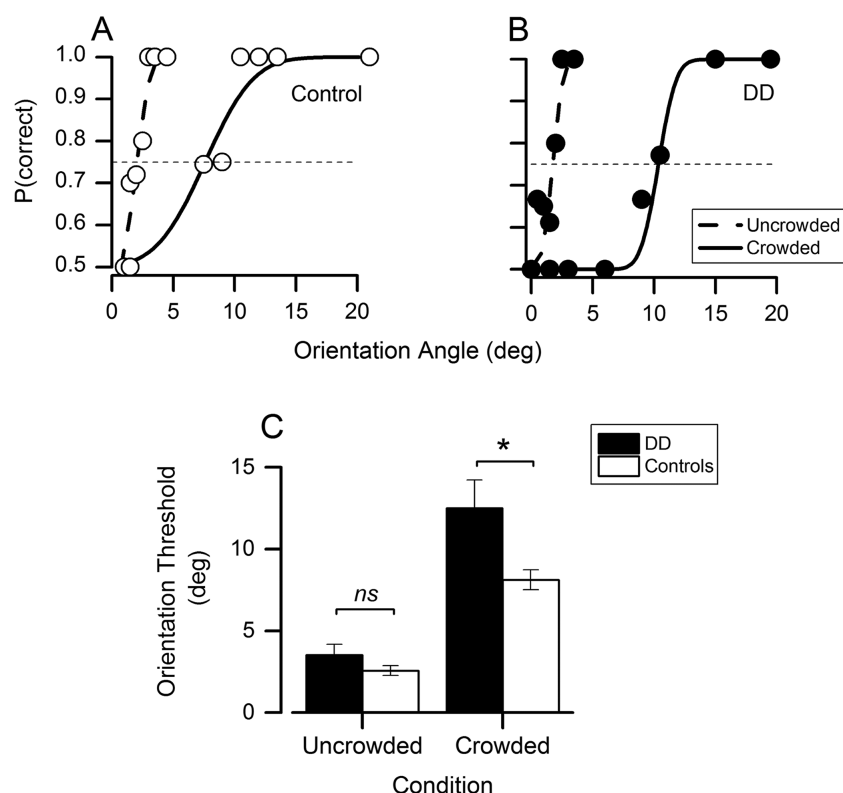 A
B
1.0
0.9
0.8
0.7
0.6
0.5
P(correct)
Control
DD
Uncrowded
Crowded
0 5 10 15 20
0 5 10 15 20
Orientation Angle (deg)
C
DD
Controls
*
ns
15
10
5
0
Orientation Threshold
(deg)
Uncrowded Crowded
Condition